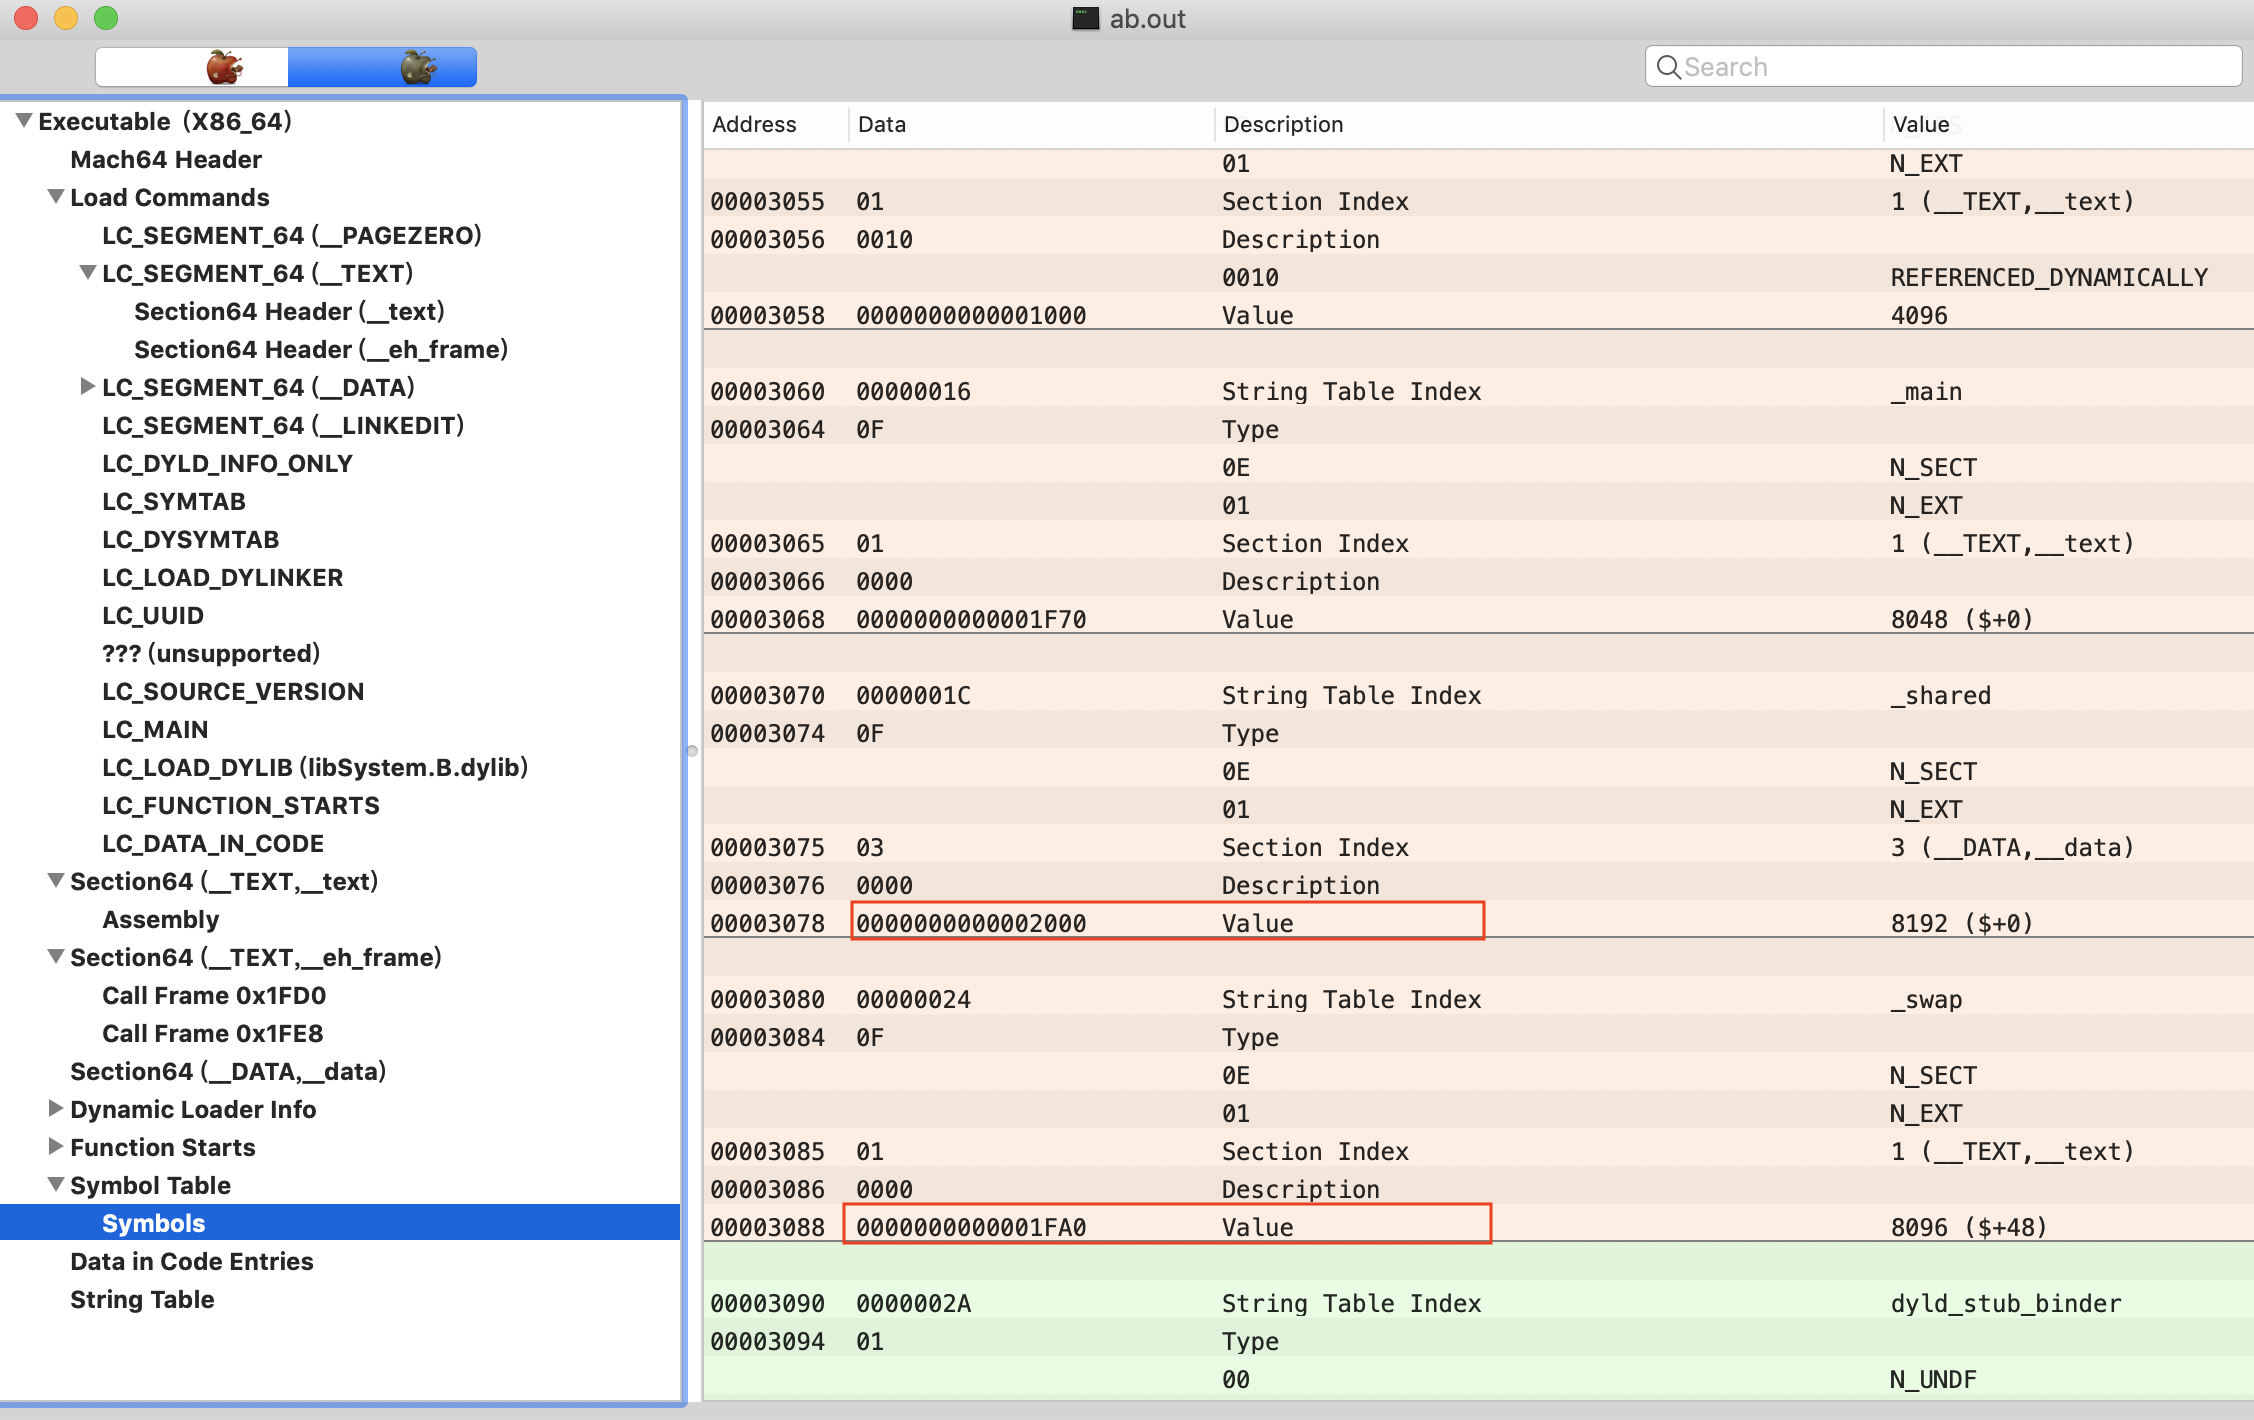 ab.out
Search
Executable (X86_64)
Mach64 Header
Load Commands
LC_SEGMENT_64 (__PAGEZERO)
LC_SEGMENT_64 (__TEXT)
Section64 Header (__text)
Section64 Header (__eh_frame)
LC_SEGMENT_64 (__DATA)
LC_SEGMENT_64 (__LINKEDIT)
LC_DYLD_INFO_ONLY
LC_SYMTAB
LC_DYSYMTAB
LC_LOAD_DYLINKER
LC_UUID
??? (unsupported)
LC_SOURCE_VERSION
LC_MAIN
LC_LOAD_DYLIB (libSystem.B.dylib)
LC_FUNCTION_STARTS
LC_DATA_IN_CODE
Section64 (__TEXT,__text)
Assembly
Section64 (__TEXT,__eh_frame)
Call Frame 0x1FD0
Call Frame 0x1FE8
Section64 (__DATA,__data)
Dynamic Loader Info
Function Starts
Symbol Table
Symbols
Data in Code Entries
String Table
Address Data Description Value
01 N_EXT
00003055 01 Section Index 1 (__TEXT,__text)
00003056 0010 Description
0010 REFERENCED_DYNAMICALLY
00003058 0000000000001000 Value 4096
00003060 00000016 String Table Index _main
00003064 0F Type
0E N_SECT
01 N_EXT
00003065 01 Section Index 1 (__TEXT,__text)
00003066 0000 Description
00003068 0000000000001F70 Value 8048 ($+0)
00003070 0000001C String Table Index _shared
00003074 0F Type
0E N_SECT
01 N_EXT
00003075 03 Section Index 3 (__DATA,__data)
00003076 0000 Description
00003078 0000000000002000 Value 8192 ($+0)
00003080 00000024 String Table Index _swap
00003084 0F Type
0E N_SECT
01 N_EXT
00003085 01 Section Index 1 (__TEXT,__text)
00003086 0000 Description
00003088 0000000000001FA0 Value 8096 ($+48)
00003090 0000002A String Table Index dyld_stub_binder
00003094 01 Type
00 N_UNDF